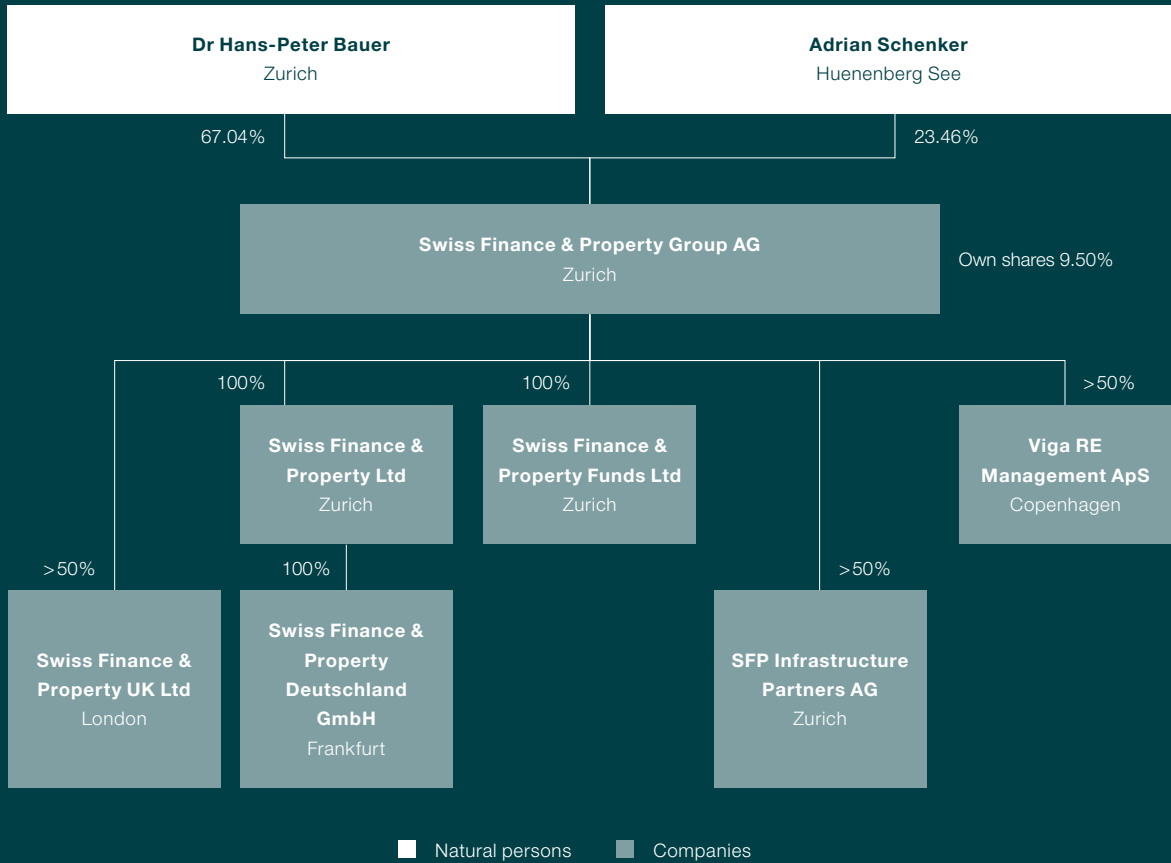 Dr Hans-Peter Bauer
Zurich
Adrian Schenker
Huenenberg See
67.04%
23.46%
Swiss Finance & Property Group AG
Zurich
Own shares 9.50%
100%
100%
>50%
Swiss Finance &
Property Ltd
Zurich
Swiss Finance &
Property Funds Ltd
Zurich
Viga RE
Management ApS
Copenhagen
>50%
100%
>50%
Swiss Finance &
Property UK Ltd
London
Swiss Finance &
Property
Deutschland
GmbH
Frankfurt
SFP Infrastructure
Partners AG
Zurich
Natural persons
Companies